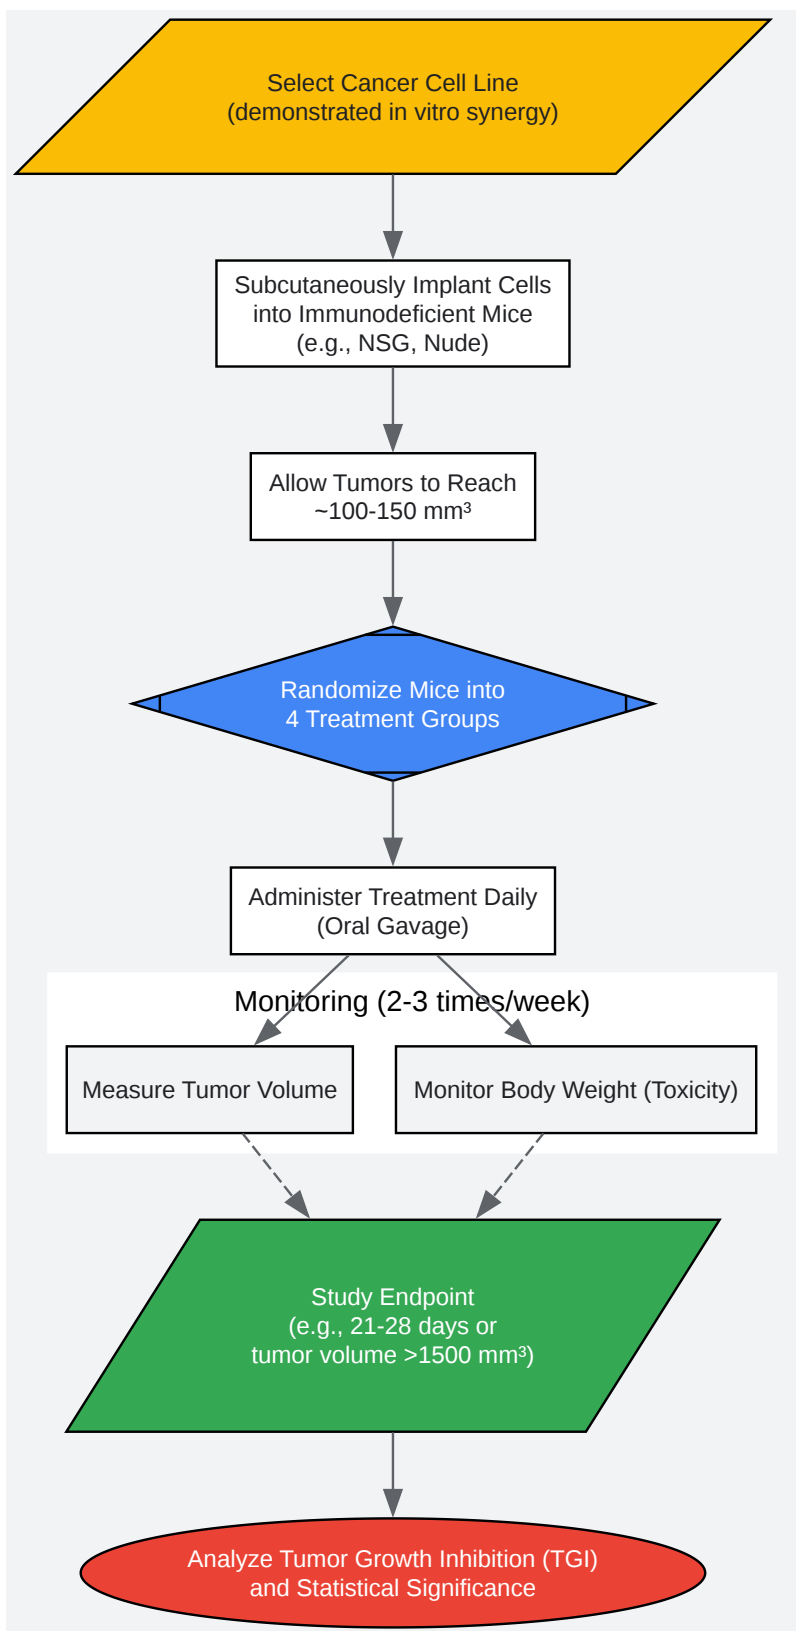 Select Cancer Cell Line
(demonstrated in vitro synergy)
Subcutaneously Implant Cells
into Immunodeficient Mice
(e.g., NSG, Nude)
Allow Tumors to Reach
~100-150 mm³
Randomize Mice into
4 Treatment Groups
Administer Treatment Daily
(Oral Gavage)
Monitoring (2-3 times/week)
Measure Tumor Volume
Monitor Body Weight (Toxicity)
Study Endpoint
(e.g., 21-28 days or
tumor volume >1500 mm³)
Analyze Tumor Growth Inhibition (TGI)
and Statistical Significance